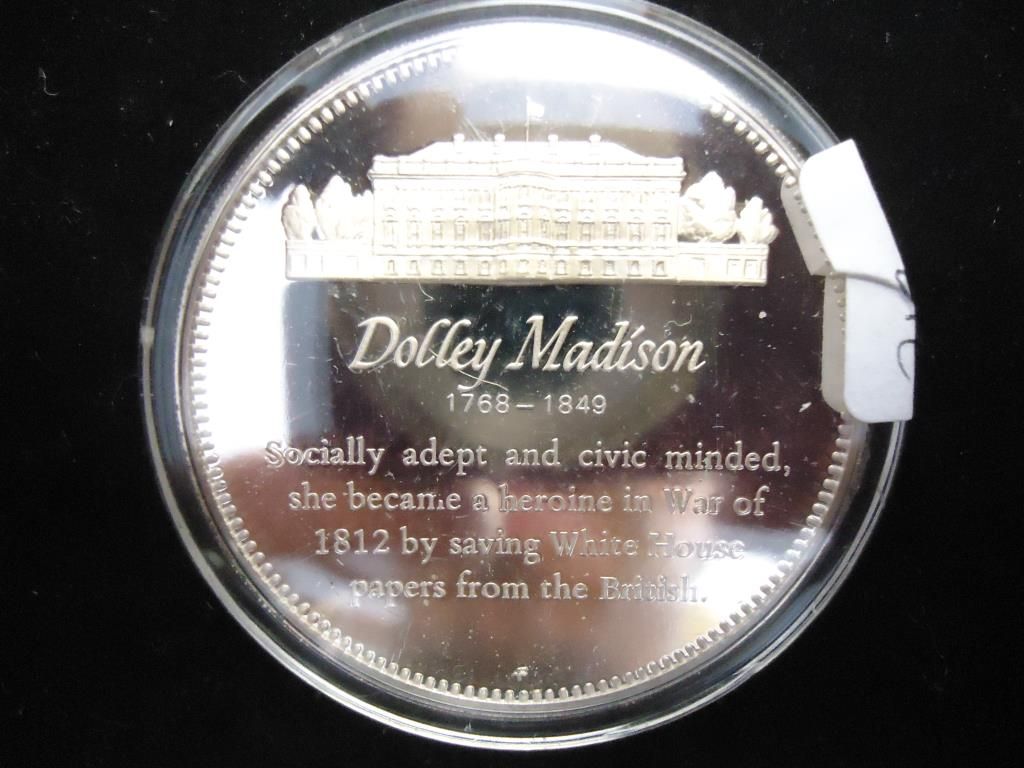 Dolley Madison
1768–1849
Socially adept and civic minded,
she became a heroine in War of
1812 by saving White House
papers from the British.